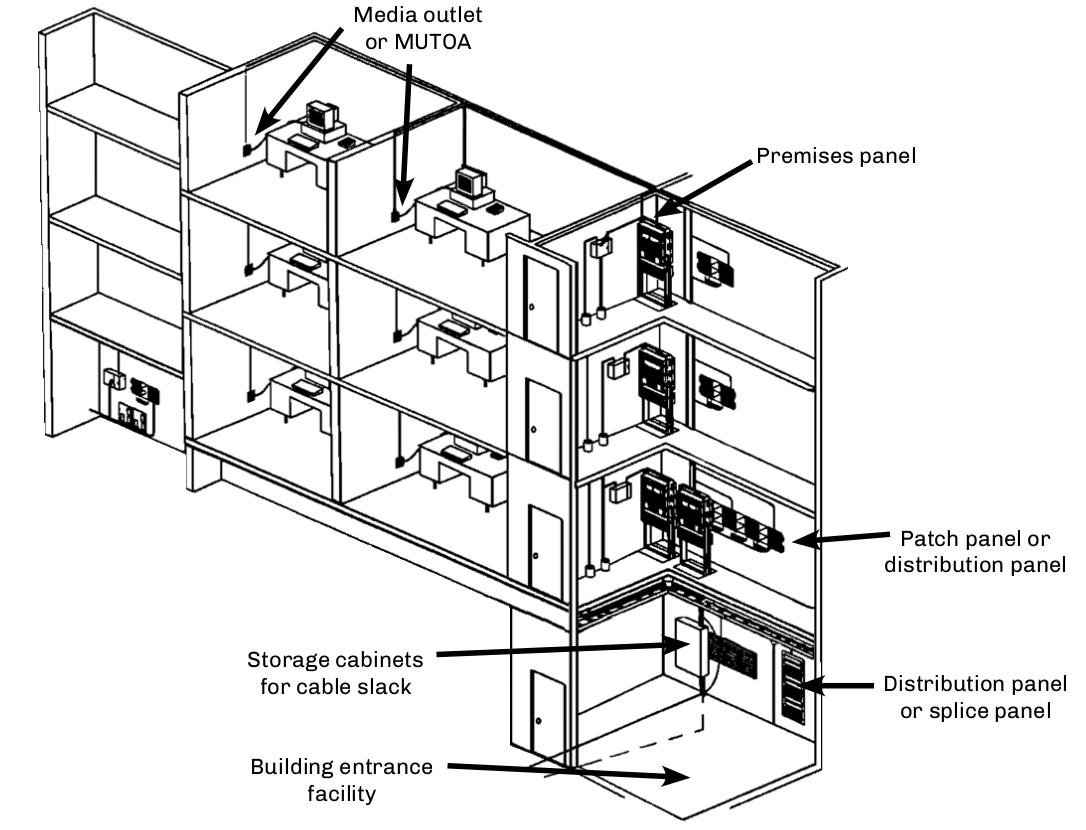 Media outlet
or MUTOA
Premises panel
Patch panel or
distribution panel
Storage cabinets
for cable slack
Distribution panel
or splice panel
Building entrance
facility